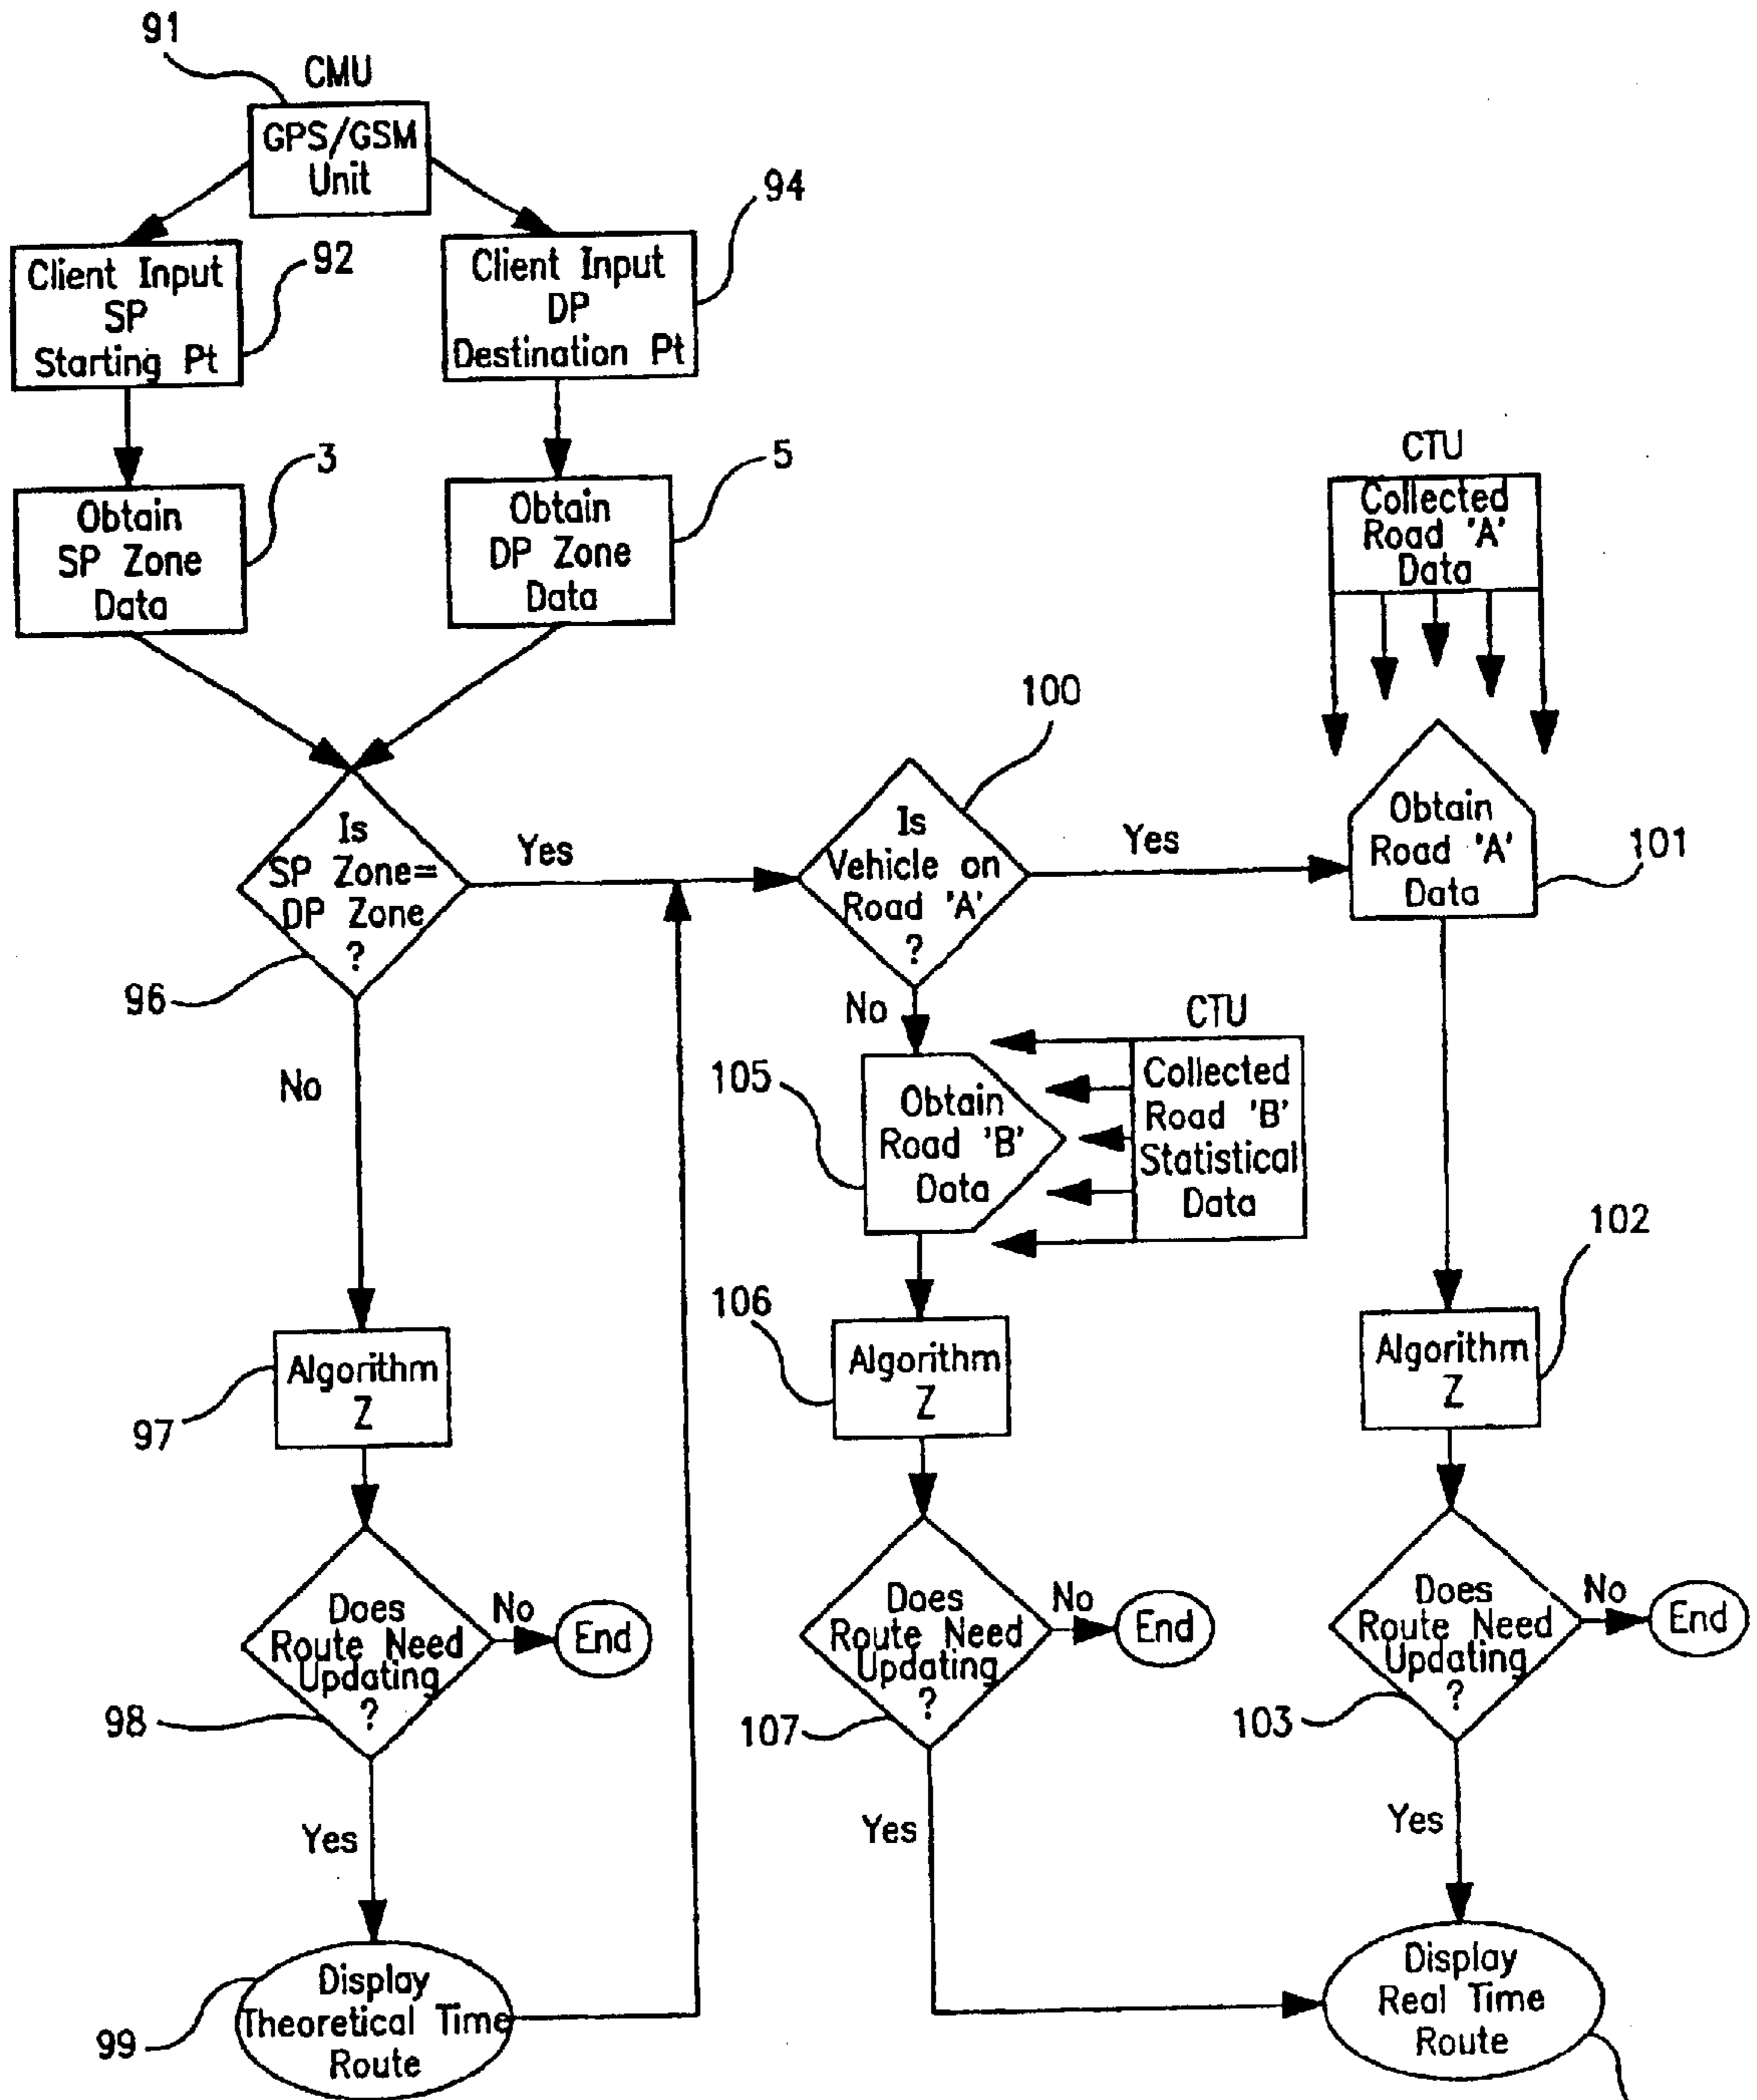 91
CMU
GPS/GSM
Unit
94
Client Input
SP
Starting Pt
92
Client Input
DP
Destination Pt
3
Obtain
SP Zone
Data
5
Obtain
DP Zone
Data
CTU
Collected
Road 'A'
Data
100
Is
SP Zone=
DP Zone
?
96
Yes
Is
Vehicle on
Road 'A'
?
Yes
Obtain
Road 'A'
Data
101
No
No
CTU
105
Obtain
Road 'B'
Data
Collected
Road 'B'
Statistical
Data
102
106
Algorithm
Z
97
Algorithm
Z
Algorithm
Z
Does
Route Need
Updating
?
No
End
98
Does
Route Need
Updating
?
No
End
107
Does
Route Need
Updating
?
No
End
103
Yes
Yes
Yes
Display
Theoretical Time
Route
99
Display
Real Time
Route